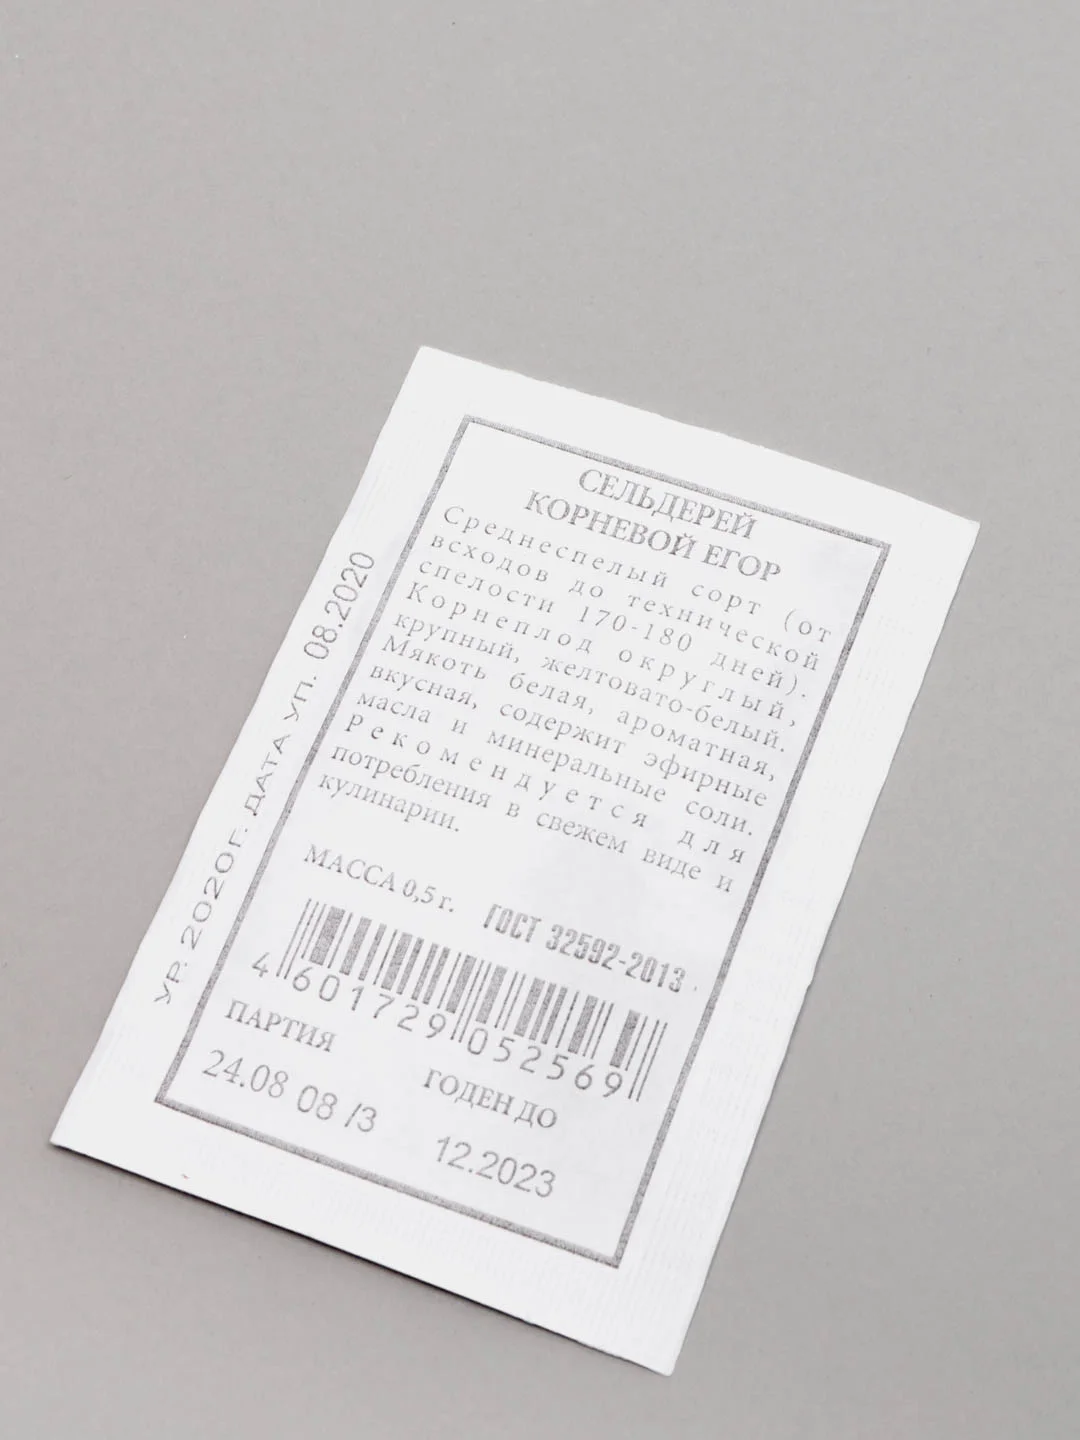 СЕЛЬДЕРЕЙ
КОРНЕВОЙ ЕГОР
Среднеспелый сорт (от
всходов до технической
спелости 170-180 дней).
Корнеплод округлый,
крупный, желтовато-белый.
Мякоть белая, ароматная,
вкусная, содержит эфирные
масла и минеральные соли.
Рекомендуется для
потребления в свежем виде и
кулинарии.
МАССА 0,5 г.
ГОСТ 32592-2013.
4 601729 052569
ПАРТИЯ
ГОДЕН ДО
24.08 08 /3
12.2023
УР. 2020Г. ДАТА УП. 08.2020